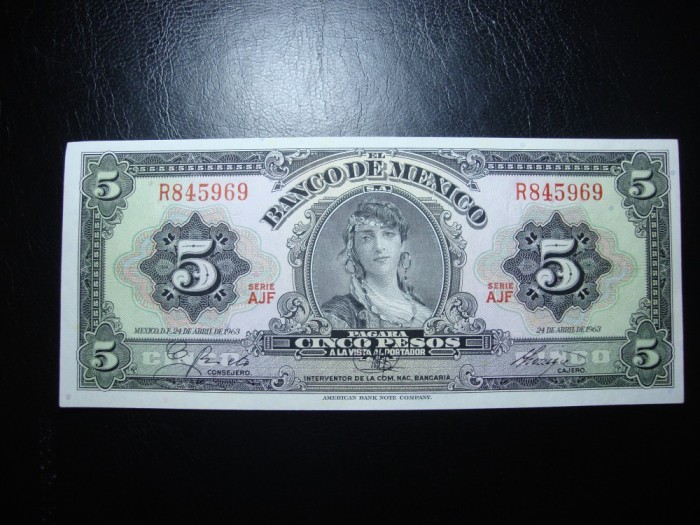 5 EL 5
BANCO DE MEXICO
S.A.
R845969 R845969
5 5
SERIE SERIE
AJF AJF
MEXICO, D.F. 24 DE ABRIL DE 1963 24 DE ABRIL DE 1963
PAGARA
CINCO PESOS
A LA VISTA AL PORTADOR
5 5
CONSEJERO. CAJERO.
INTERVENTOR DE LA COM. NAC. BANCARIA
AMERICAN BANK NOTE COMPANY.